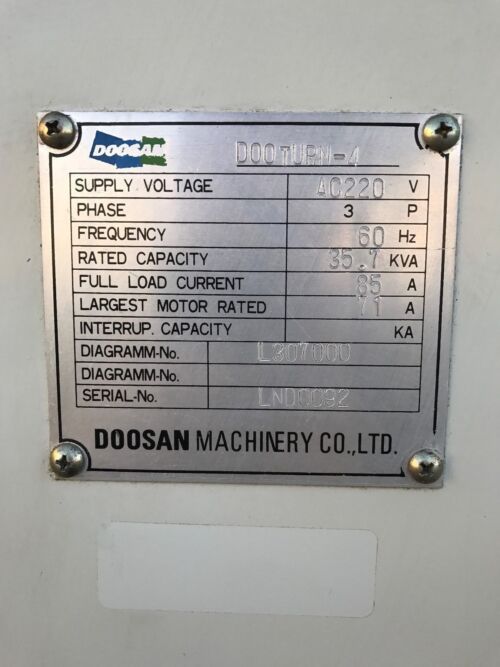 DOOSAN DOOTURN-4
SUPPLY VOLTAGE AC220 V
PHASE 3 P
FREQUENCY 60 Hz
RATED CAPACITY 35.7 KVA
FULL LOAD CURRENT 85 A
LARGEST MOTOR RATED 71 A
INTERRUP. CAPACITY KA
DIAGRAMM-No. L307000
DIAGRAMM-No.
SERIAL-No. LND0092
DOOSAN MACHINERY CO.,LTD.